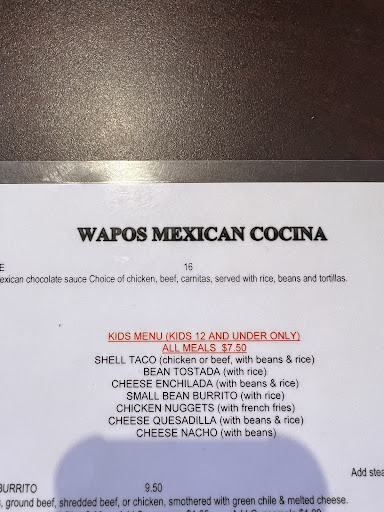 WAPOS MEXICAN COCINA
E 16
exican chocolate sauce Choice of chicken, beef, carnitas, served with rice, beans and tortillas.
KIDS MENU (KIDS 12 AND UNDER ONLY)
ALL MEALS $7.50
SHELL TACO (chicken or beef, with beans & rice)
BEAN TOSTADA (with rice)
CHEESE ENCHILADA (with beans & rice)
SMALL BEAN BURRITO (with rice)
CHICKEN NUGGETS (with french fries)
CHEESE QUESADILLA (with beans & rice)
CHEESE NACHO (with beans)
Add stea
BURRITO 9.50
, ground beef, shredded beef, or chicken, smothered with green chile & melted cheese.